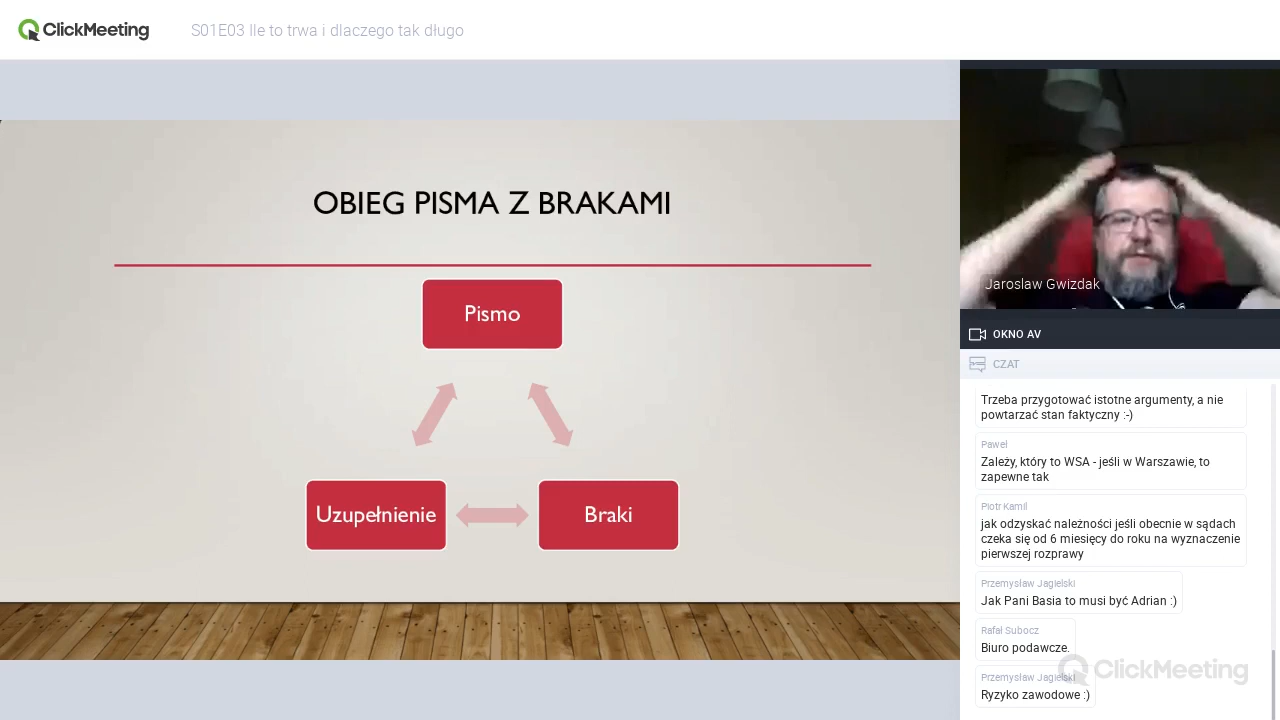 ClickMeeting
S01E03 Ile to trwa i dlaczego tak długo
OBIEG PISMA Z BRAKAMI
Pismo
Uzupełnienie
Braki
Jaroslaw Gwizdak
OKNO AV
CZAT
Trzeba przygotować istotne argumenty, a nie
powtarzać stan faktyczny :-)
Paweł
Zależy, który to WSA - jeśli w Warszawie, to
zapewne tak
Piotr Kamil
jak odzyskać należności jeśli obecnie w sądach
czeka się od 6 miesięcy do roku na wyznaczenie
pierwszej rozprawy
Przemysław Jagielski
Jak Pani Basia to musi być Adrian :)
Rafał Subocz
Biuro podawcze.
Przemysław Jagielski
Ryzyko zawodowe :)
ClickMeeting